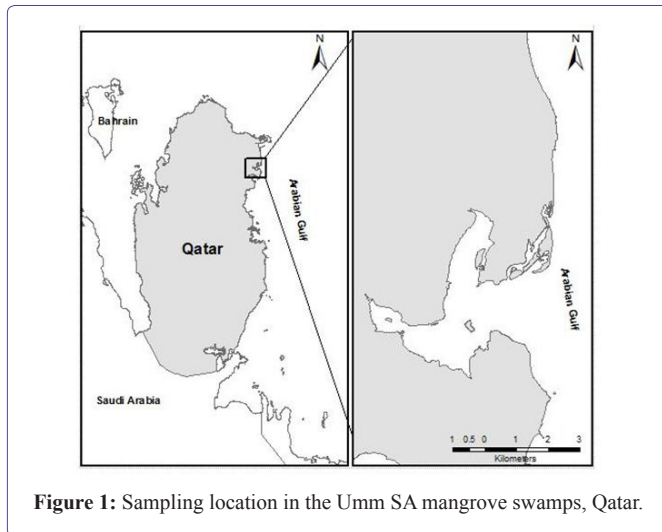 N
Bahrain
Arabian Gulf
Qatar
Saudi Arabia
N
Arabian Gulf
1 0.5 0 1 2 3
Kilometers
Figure 1: Sampling location in the Umm SA mangrove swamps, Qatar.